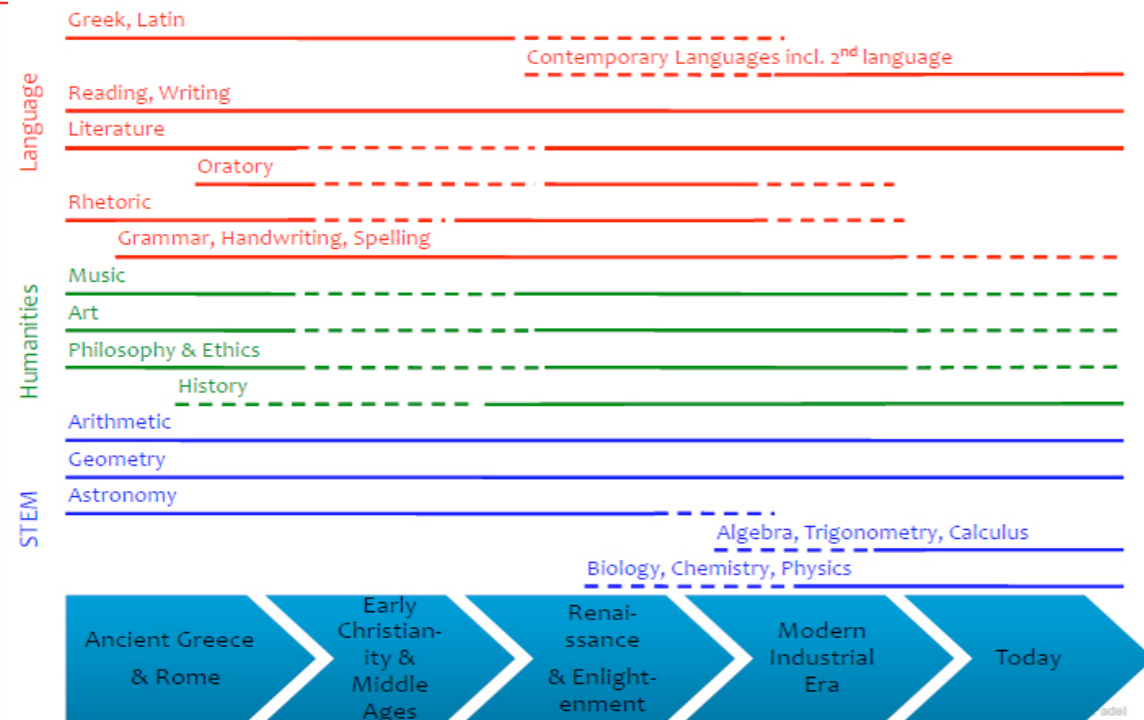 Greek, Latin
Contemporary Languages incl. 2nd language
Language
Reading, Writing
Literature
Oratory
Rhetoric
Grammar, Handwriting, Spelling
Humanities
Music
Art
Philosophy & Ethics
History
STEM
Arithmetic
Geometry
Astronomy
Algebra, Trigonometry, Calculus
Biology, Chemistry, Physics
Ancient Greece
& Rome
Early
Christian-
ity &
Middle
Ages
Renai-
ssance
& Enlight-
enment
Modern
Industrial
Era
Today
adel